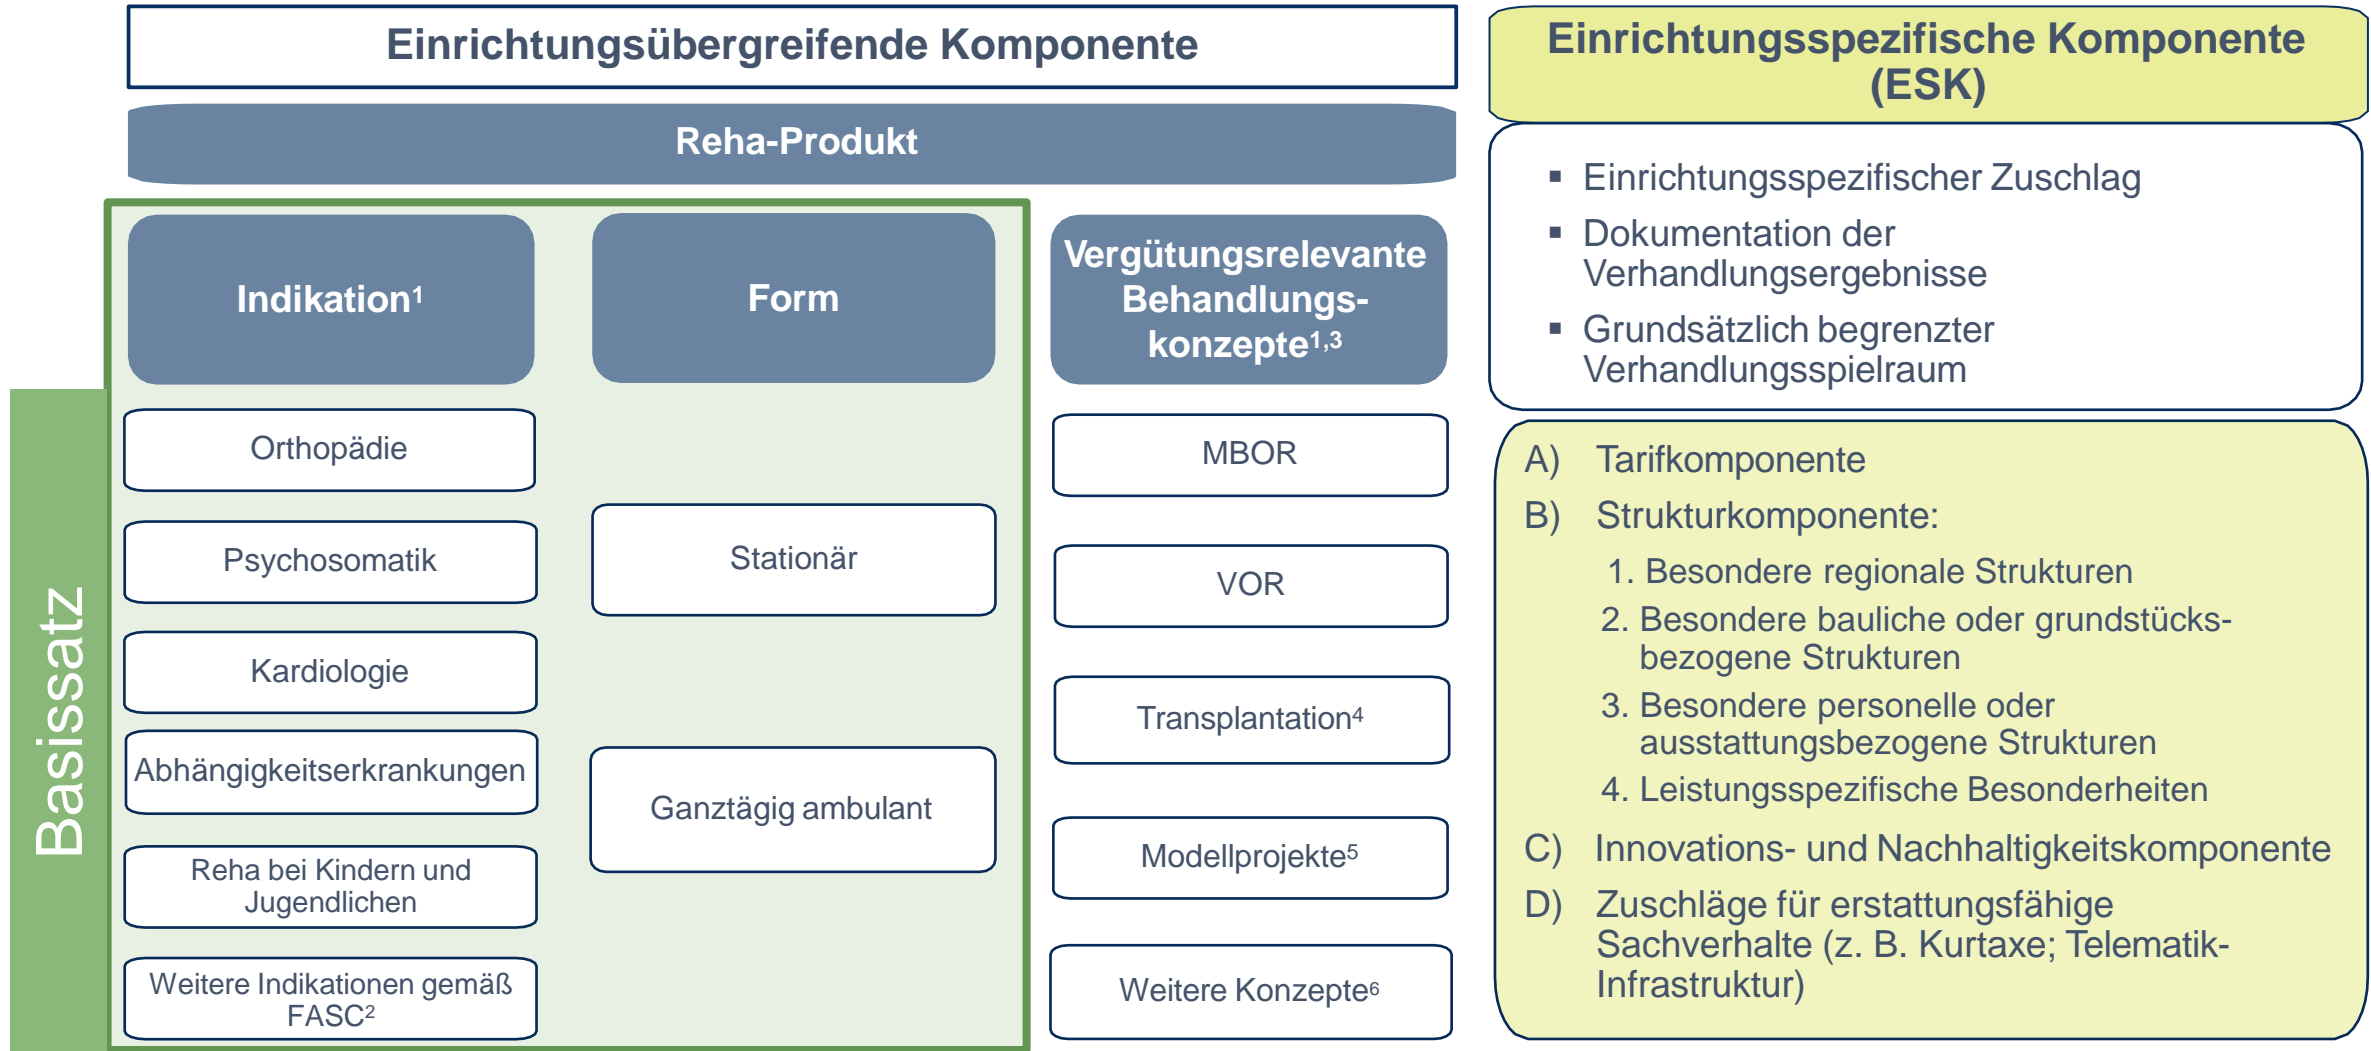 Einrichtungsübergreifende Komponente
Reha-Produkt
Basissatz
Indikation¹
Orthopädie
Psychosomatik
Kardiologie
Abhängigkeitserkrankungen
Reha bei Kindern und
Jugendlichen
Weitere Indikationen gemäß
FASC²
Form
Stationär
Ganztägig ambulant
Vergütungsrelevante
Behandlungs-
konzepte¹,³
MBOR
VOR
Transplantation⁴
Modellprojekte⁵
Weitere Konzepte⁶
Einrichtungsspezifische Komponente
(ESK)
▪ Einrichtungsspezifischer Zuschlag
▪ Dokumentation der
Verhandlungsergebnisse
▪ Grundsätzlich begrenzter
Verhandlungsspielraum
A) Tarifkomponente
B) Strukturkomponente:
1. Besondere regionale Strukturen
2. Besondere bauliche oder grundstücks-
bezogene Strukturen
3. Besondere personelle oder
ausstattungsbezogene Strukturen
4. Leistungsspezifische Besonderheiten
C) Innovations- und Nachhaltigkeitskomponente
D) Zuschläge für erstattungsfähige
Sachverhalte (z. B. Kurtaxe; Telematik-
Infrastruktur)